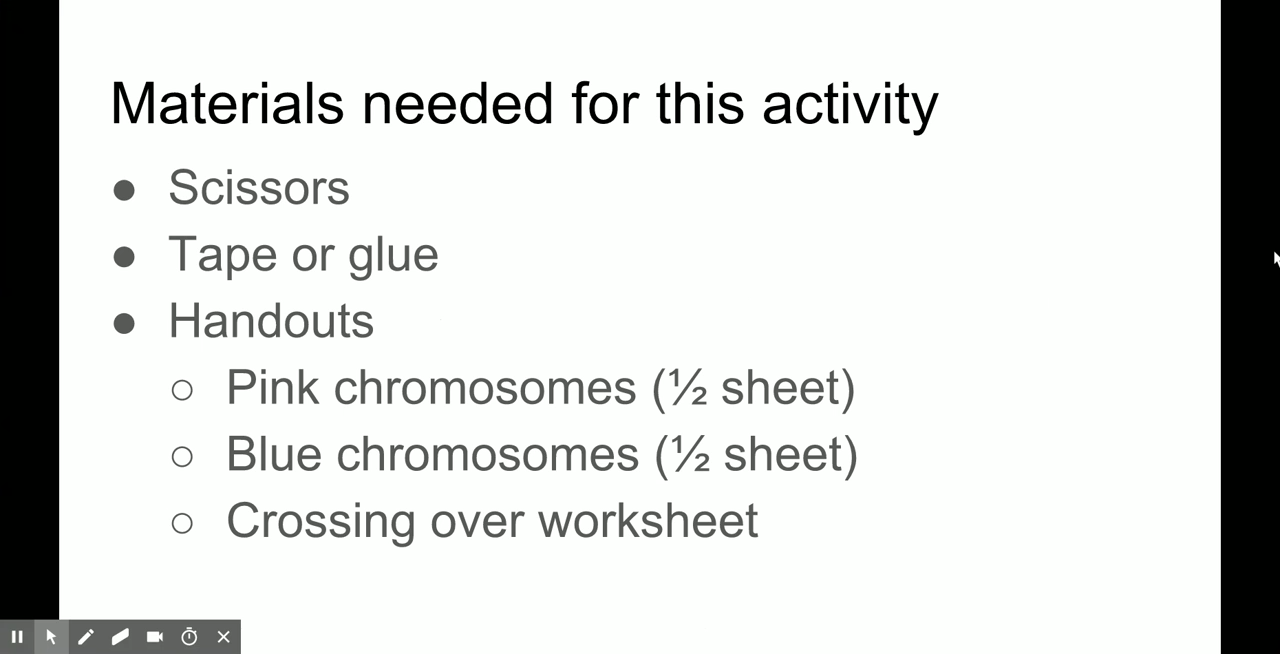 Materials needed for this activity
● Scissors
● Tape or glue
● Handouts
○ Pink chromosomes (½ sheet)
○ Blue chromosomes (½ sheet)
○ Crossing over worksheet